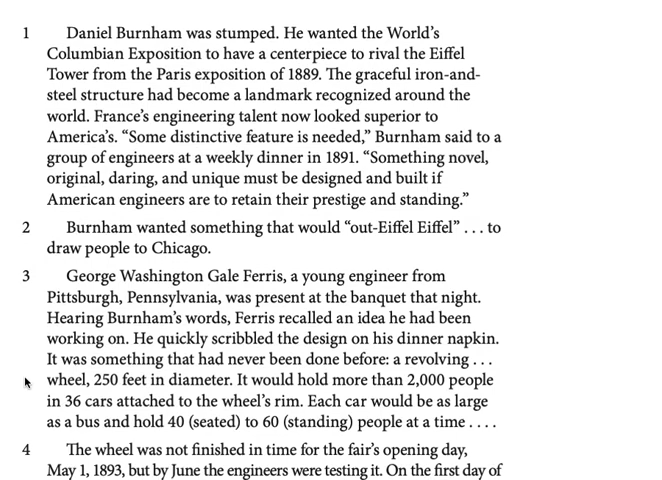 1 Daniel Burnham was stumped. He wanted the World’s
Columbian Exposition to have a centerpiece to rival the Eiffel
Tower from the Paris exposition of 1889. The graceful iron-and-
steel structure had become a landmark recognized around the
world. France’s engineering talent now looked superior to
America’s. “Some distinctive feature is needed,” Burnham said to a
group of engineers at a weekly dinner in 1891. “Something novel,
original, daring, and unique must be designed and built if
American engineers are to retain their prestige and standing.”
2 Burnham wanted something that would “out-Eiffel Eiffel” . . . to
draw people to Chicago.
3 George Washington Gale Ferris, a young engineer from
Pittsburgh, Pennsylvania, was present at the banquet that night.
Hearing Burnham’s words, Ferris recalled an idea he had been
working on. He quickly scribbled the design on his dinner napkin.
It was something that had never been done before: a revolving . . .
wheel, 250 feet in diameter. It would hold more than 2,000 people
in 36 cars attached to the wheel’s rim. Each car would be as large
as a bus and hold 40 (seated) to 60 (standing) people at a time . . . .
4 The wheel was not finished in time for the fair’s opening day,
May 1, 1893, but by June the engineers were testing it. On the first day of